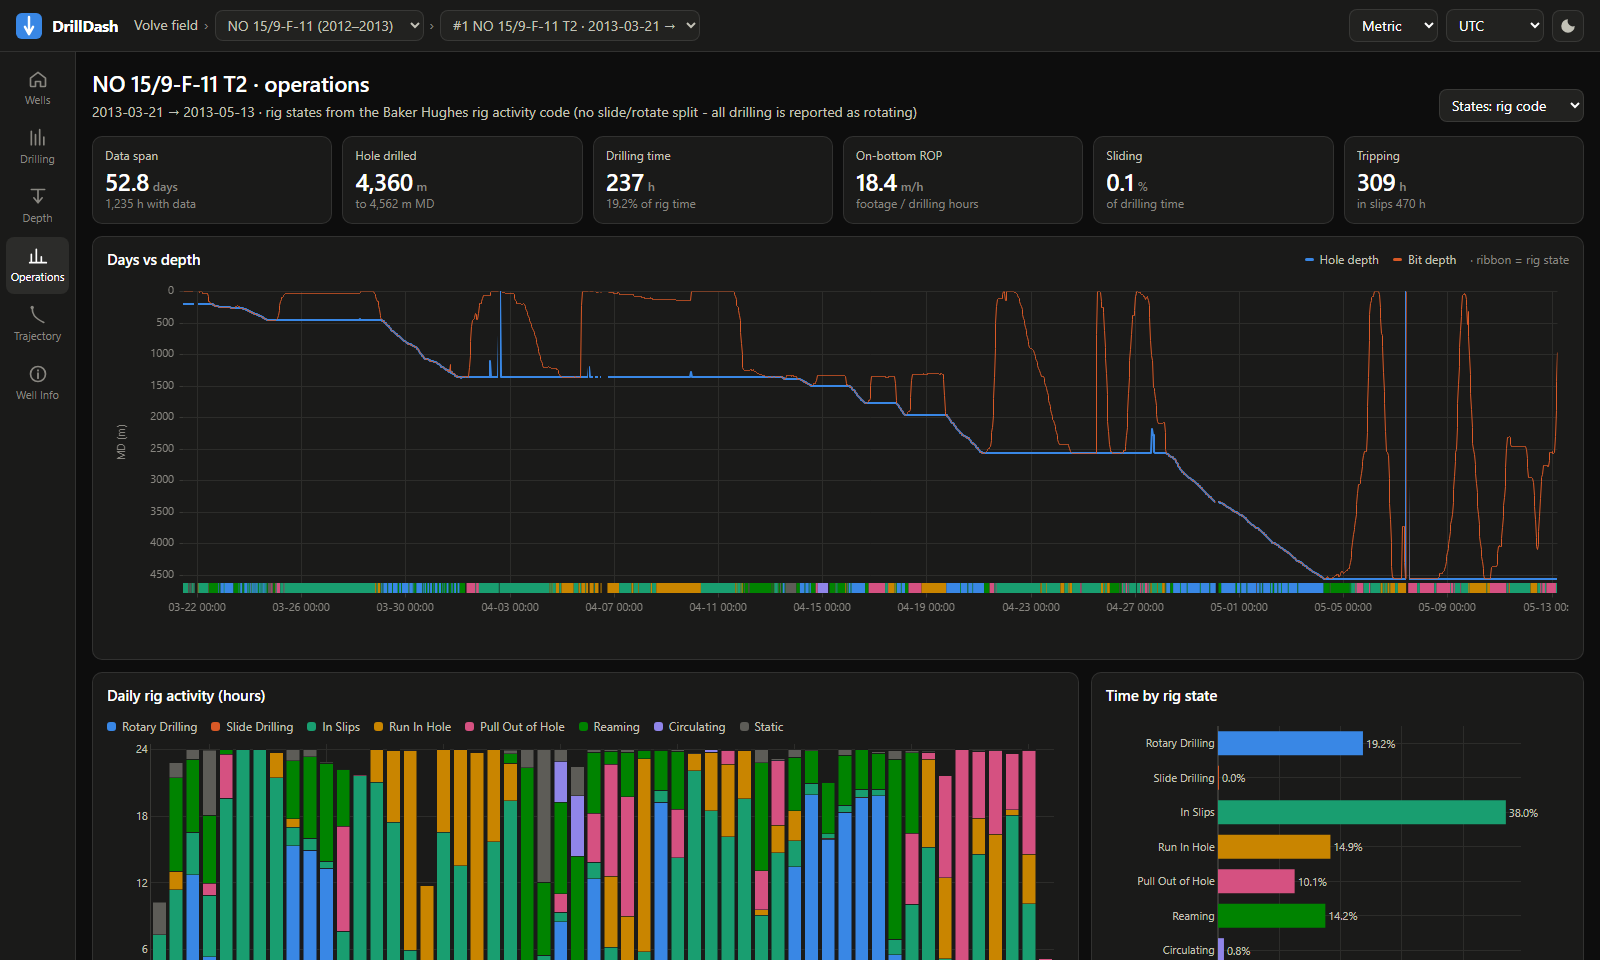 DrillDash
Volve field ›
NO 15/9-F-11 (2012–2013)
›
#1 NO 15/9-F-11 T2 · 2013-03-21 →
Metric
UTC
Wells
Drilling
Depth
Operations
Trajectory
Well Info
NO 15/9-F-11 T2 · operations
2013-03-21 → 2013-05-13 · rig states from the Baker Hughes rig activity code (no slide/rotate split - all drilling is reported as rotating)
States: rig code
Data span
52.8 days
1,235 h with data
Hole drilled
4,360 m
to 4,562 m MD
Drilling time
237 h
19.2% of rig time
On-bottom ROP
18.4 m/h
footage / drilling hours
Sliding
0.1 %
of drilling time
Tripping
309 h
in slips 470 h
Days vs depth
Hole depth
Bit depth
· ribbon = rig state
MD (m)
0
500
1000
1500
2000
2500
3000
3500
4000
4500
03-22 00:00
03-26 00:00
03-30 00:00
04-03 00:00
04-07 00:00
04-11 00:00
04-15 00:00
04-19 00:00
04-23 00:00
04-27 00:00
05-01 00:00
05-05 00:00
05-09 00:00
05-13 00:
Daily rig activity (hours)
Rotary Drilling
Slide Drilling
In Slips
Run In Hole
Pull Out of Hole
Reaming
Circulating
Static
24
18
12
6
Time by rig state
Rotary Drilling 19.2%
Slide Drilling 0.0%
In Slips 38.0%
Run In Hole 14.9%
Pull Out of Hole 10.1%
Reaming 14.2%
Circulating 0.8%